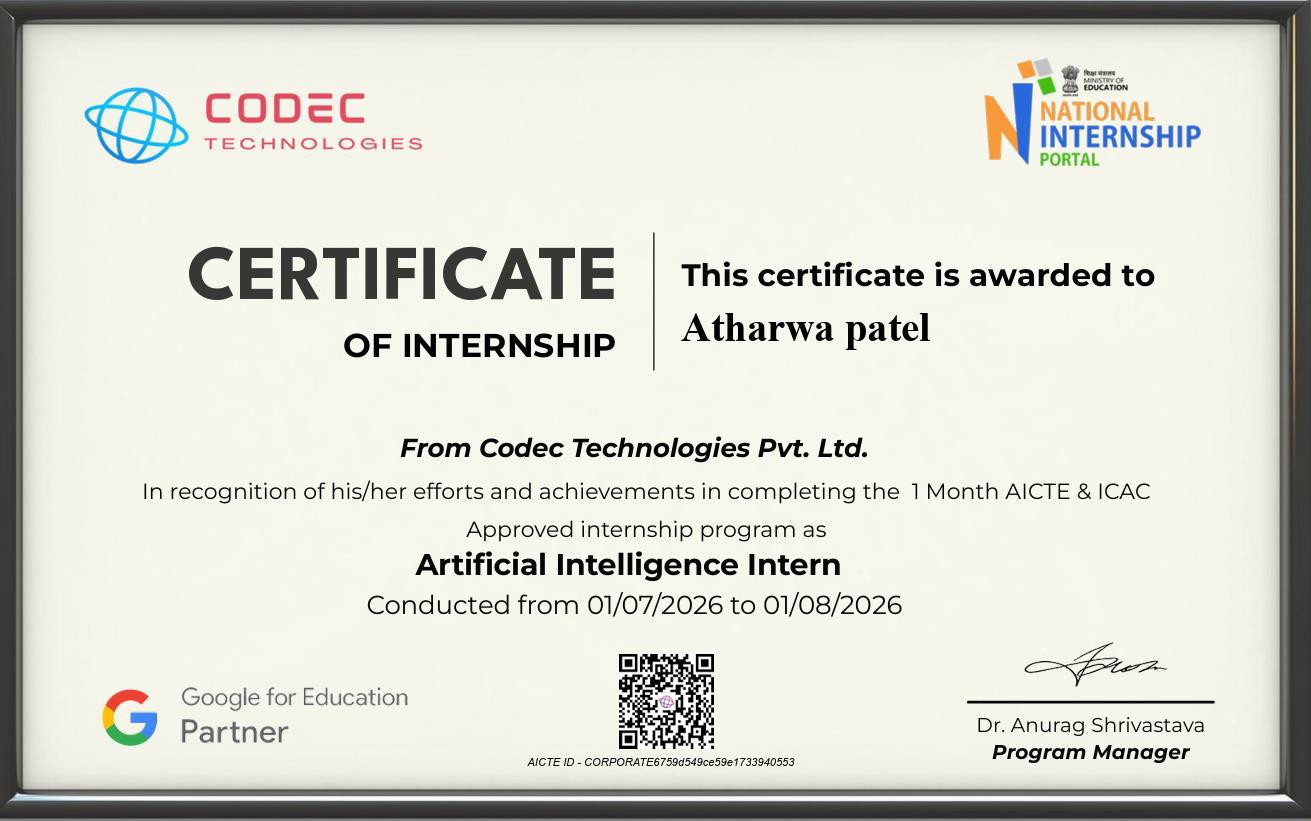 CODEC
TECHNOLOGIES
शिक्षा मंत्रालय
MINISTRY OF
EDUCATION
NATIONAL
INTERNSHIP
PORTAL
CERTIFICATE
OF INTERNSHIP
This certificate is awarded to
Atharwa patel
From Codec Technologies Pvt. Ltd.
In recognition of his/her efforts and achievements in completing the 1 Month AICTE & ICAC
Approved internship program as
Artificial Intelligence Intern
Conducted from 01/07/2026 to 01/08/2026
Google for Education
Partner
AICTE ID - CORPORATE6759d549ce59e1733940553
Dr. Anurag Shrivastava
Program Manager